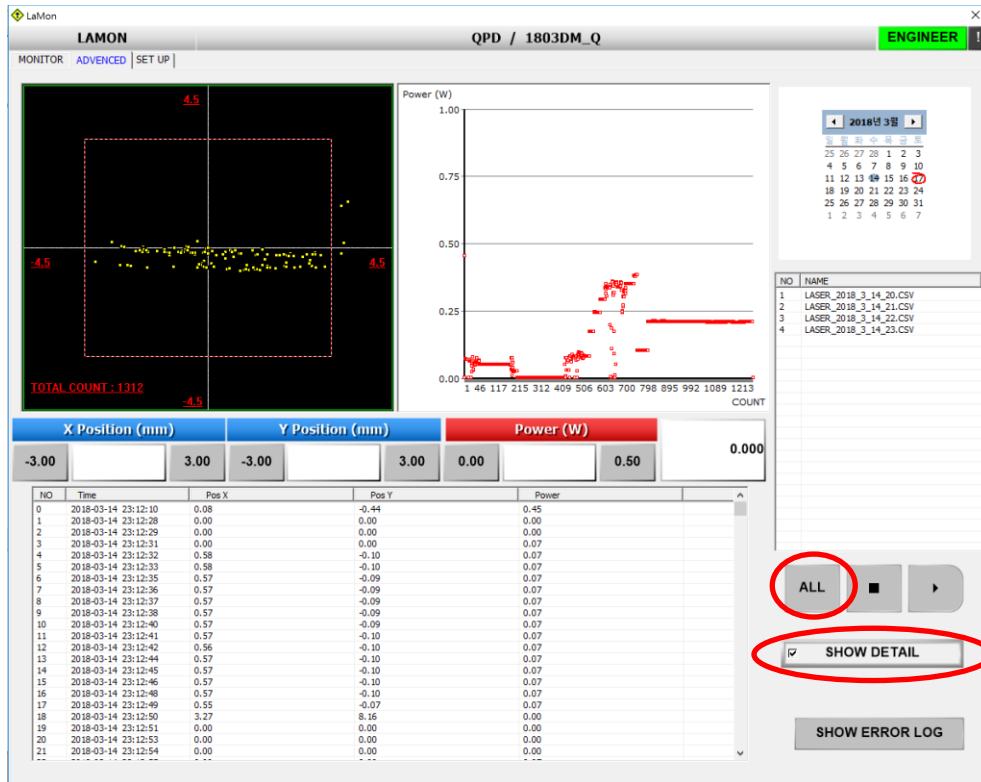 LaMon
LAMON QPD / 1803DM_Q ENGINEER !
MONITOR ADVENCED SET UP
4.5
-4.5 4.5
TOTAL COUNT : 1312
-4.5
Power (W)
1.00
0.75
0.50
0.25
0.00
1 46 117 215 312 409 506 603 700 798 895 992 1089 1213
COUNT
2018년 3월
일 월 화 수 목 금 토
25 26 27 28 1 2 3
4 5 6 7 8 9 10
11 12 13 14 15 16 17
18 19 20 21 22 23 24
25 26 27 28 29 30 31
1 2 3 4 5 6 7
NO NAME
1 LASER_2018_3_14_20.CSV
2 LASER_2018_3_14_21.CSV
3 LASER_2018_3_14_22.CSV
4 LASER_2018_3_14_23.CSV
X Position (mm) Y Position (mm) Power (W)
-3.00 3.00 -3.00 3.00 0.00 0.50 0.000
NO Time Pos X Pos Y Power
0 2018-03-14 23:12:10 0.08 -0.44 0.45
1 2018-03-14 23:12:28 0.00 0.00 0.00
2 2018-03-14 23:12:29 0.00 0.00 0.00
3 2018-03-14 23:12:31 0.00 0.00 0.07
4 2018-03-14 23:12:32 0.58 -0.10 0.07
5 2018-03-14 23:12:33 0.58 -0.10 0.07
6 2018-03-14 23:12:35 0.57 -0.09 0.07
7 2018-03-14 23:12:36 0.57 -0.09 0.07
8 2018-03-14 23:12:37 0.57 -0.09 0.07
9 2018-03-14 23:12:38 0.57 -0.09 0.07
10 2018-03-14 23:12:40 0.57 -0.09 0.07
11 2018-03-14 23:12:41 0.57 -0.10 0.07
12 2018-03-14 23:12:42 0.56 -0.10 0.07
13 2018-03-14 23:12:44 0.57 -0.10 0.07
14 2018-03-14 23:12:45 0.57 -0.10 0.07
15 2018-03-14 23:12:46 0.57 -0.10 0.07
16 2018-03-14 23:12:48 0.57 -0.10 0.07
17 2018-03-14 23:12:49 0.55 -0.07 0.07
18 2018-03-14 23:12:50 3.27 8.16 0.00
19 2018-03-14 23:12:51 0.00 0.00 0.00
20 2018-03-14 23:12:53 0.00 0.00 0.00
21 2018-03-14 23:12:54 0.00 0.00 0.00
ALL
SHOW DETAIL
SHOW ERROR LOG